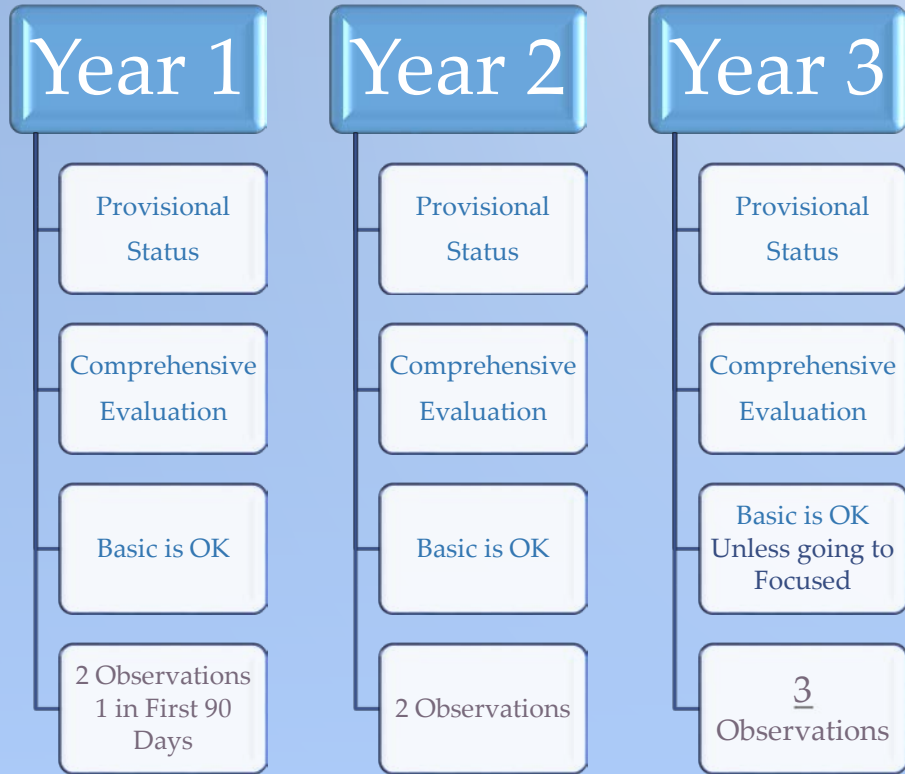 Year 1
Provisional
Status
Comprehensive
Evaluation
Basic is OK
2 Observations
1 in First 90
Days
Year 2
Provisional
Status
Comprehensive
Evaluation
Basic is OK
2 Observations
Year 3
Provisional
Status
Comprehensive
Evaluation
Basic is OK
Unless going to
Focused
3
Observations